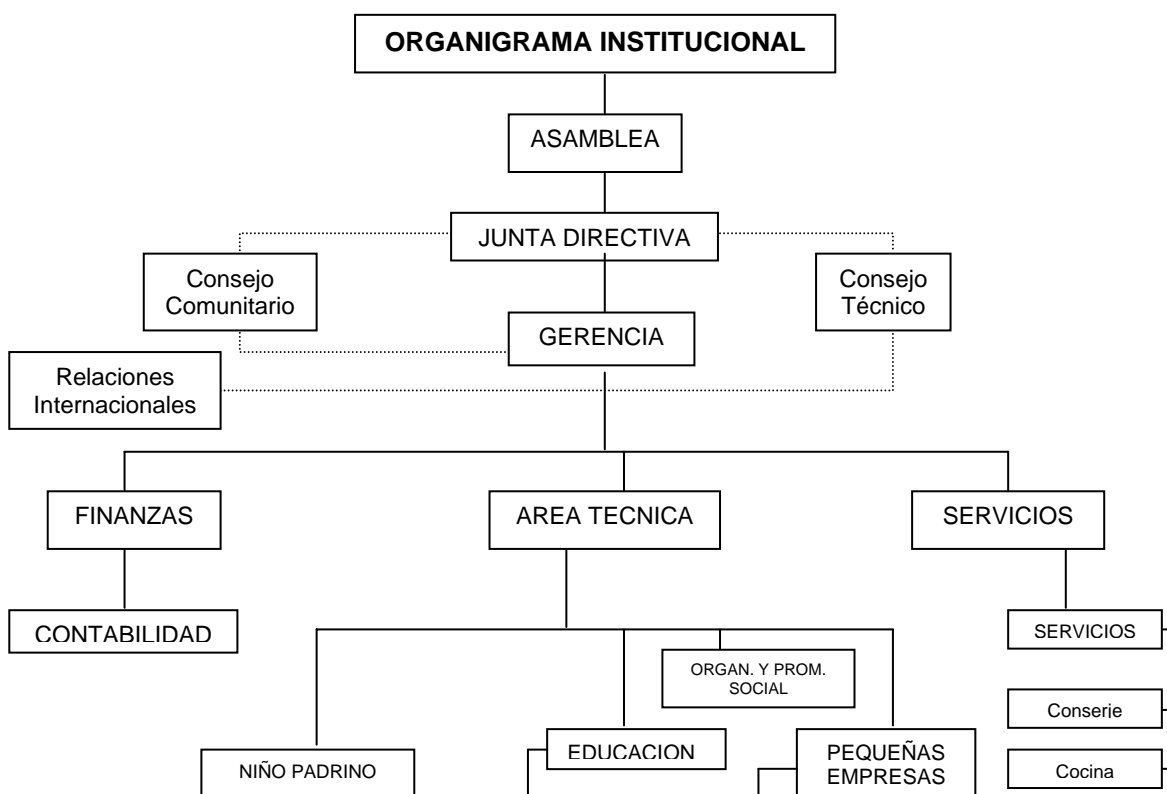 ORGANIGRAMA INSTITUCIONAL
ASAMBLEA
JUNTA DIRECTIVA
Consejo
Comunitario
Consejo
Técnico
GERENCIA
Relaciones
Internacionales
FINANZAS
AREA TECNICA
SERVICIOS
CONTABILIDAD
SERVICIOS
ORGAN. Y PROM.
SOCIAL
Conserje
NIÑO PADRINO
EDUCACION
PEQUEÑAS
EMPRESAS
Cocina